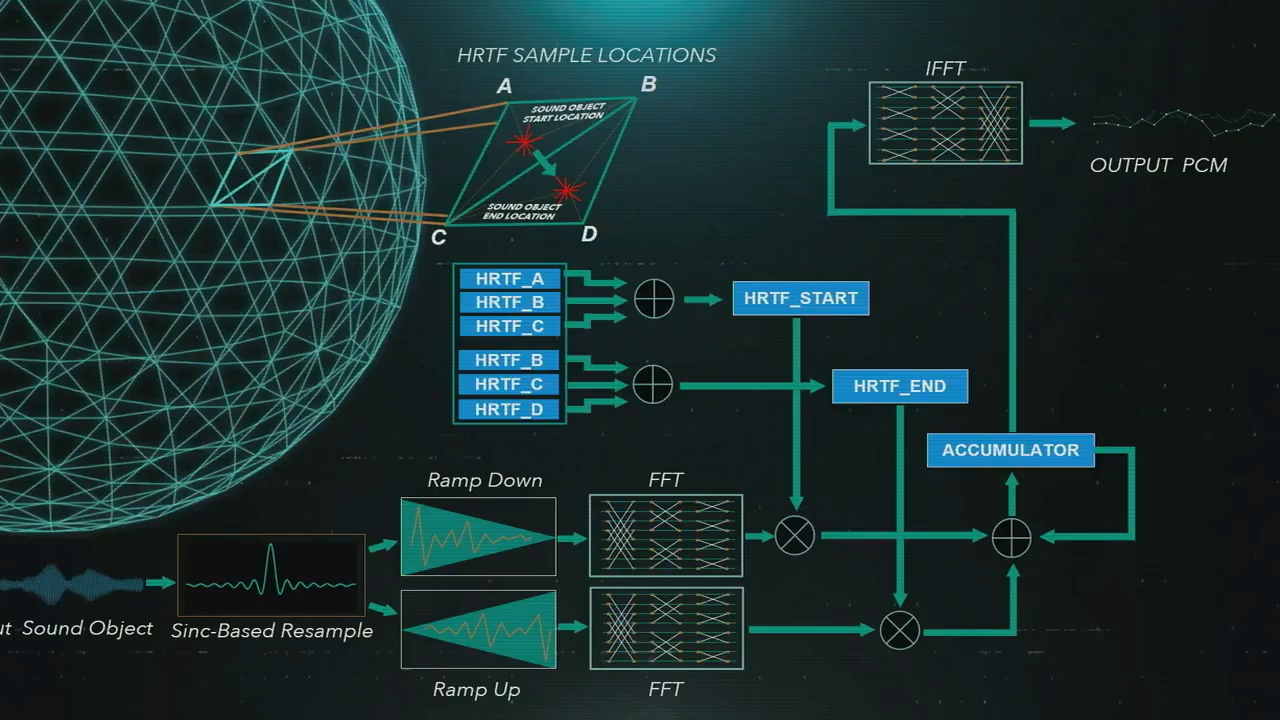 HRTF SAMPLE LOCATIONS
A
B
SOUND OBJECT
START LOCATION
SOUND OBJECT
END LOCATION
C
D
IFFT
OUTPUT PCM
HRTF_A
HRTF_B
HRTF_C
HRTF_B
HRTF_C
HRTF_D
HRTF_START
HRTF_END
ACCUMULATOR
Ramp Down
FFT
Sound Object
Sinc-Based Resample
Ramp Up
FFT